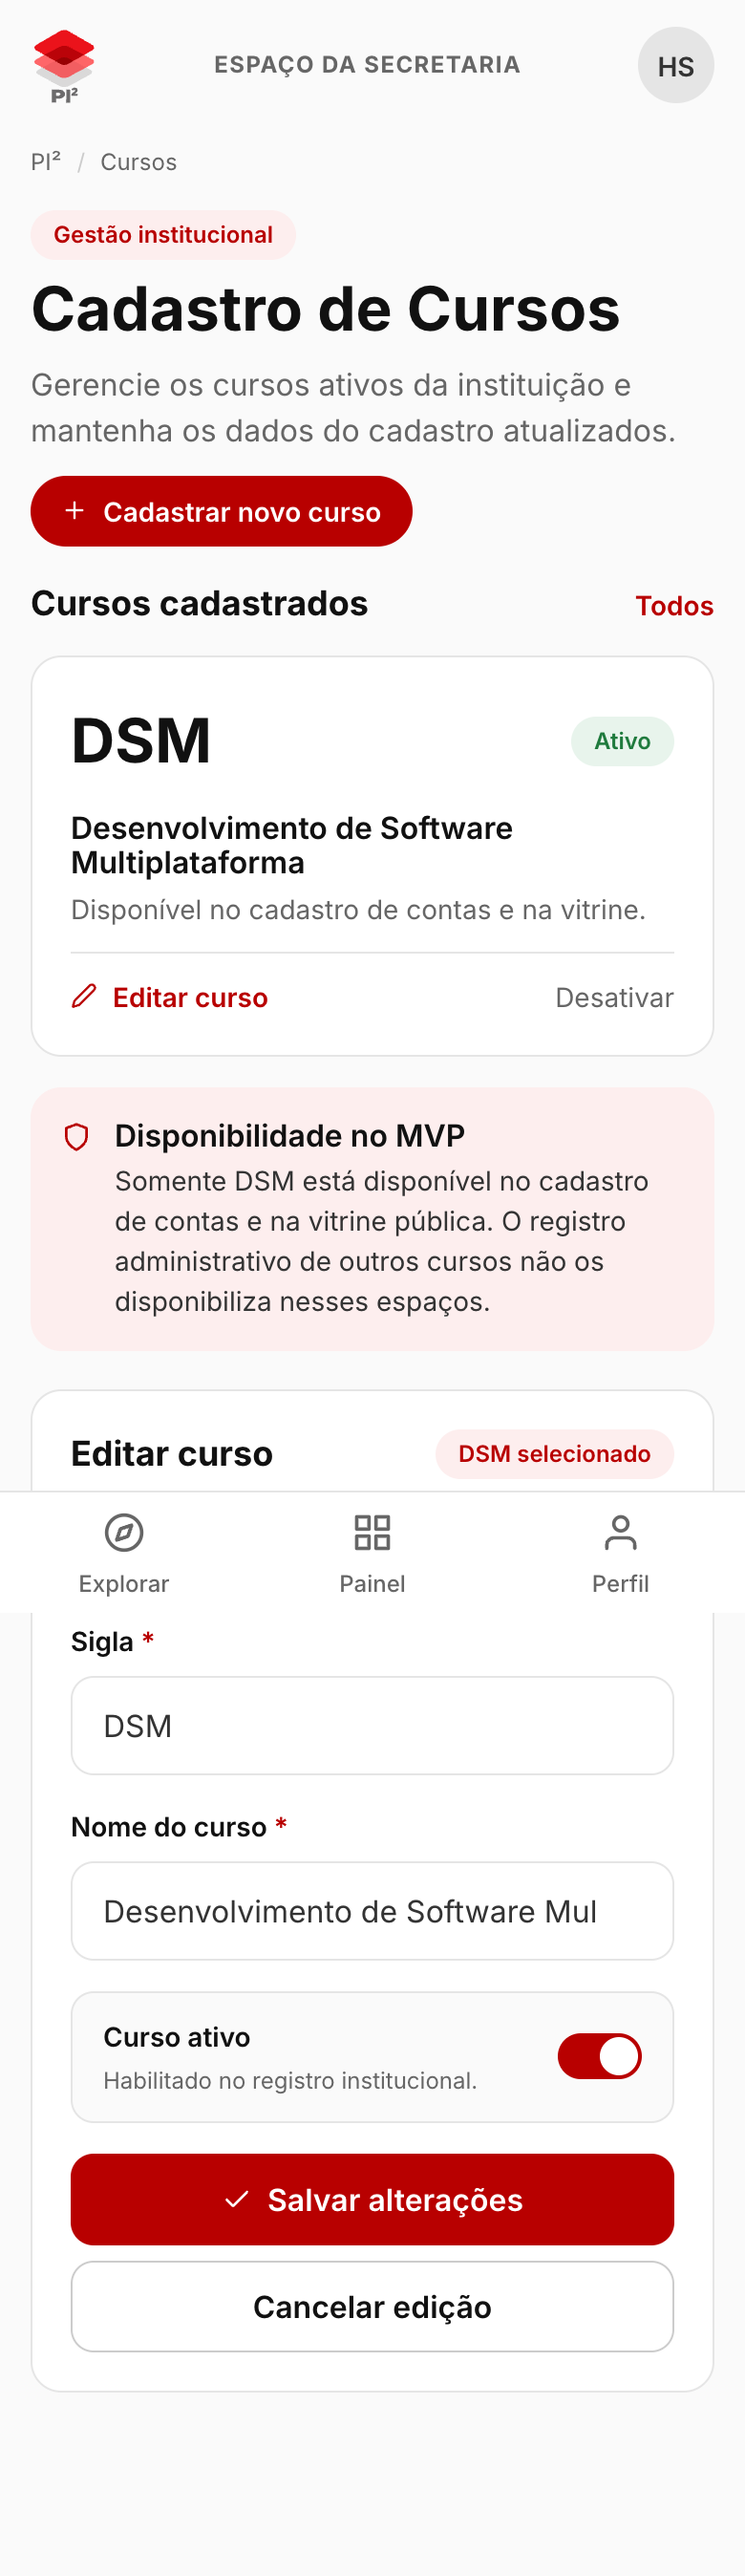 PI²
ESPAÇO DA SECRETARIA
HS
PI² / Cursos
Gestão institucional
Cadastro de Cursos
Gerencie os cursos ativos da instituição e
mantenha os dados do cadastro atualizados.
+ Cadastrar novo curso
Cursos cadastrados
Todos
DSM
Ativo
Desenvolvimento de Software
Multiplataforma
Disponível no cadastro de contas e na vitrine.
Editar curso
Desativar
Disponibilidade no MVP
Somente DSM está disponível no cadastro
de contas e na vitrine pública. O registro
administrativo de outros cursos não os
disponibiliza nesses espaços.
Editar curso
DSM selecionado
Explorar
Painel
Perfil
Sigla *
DSM
Nome do curso *
Desenvolvimento de Software Mul
Curso ativo
Habilitado no registro institucional.
Salvar alterações
Cancelar edição